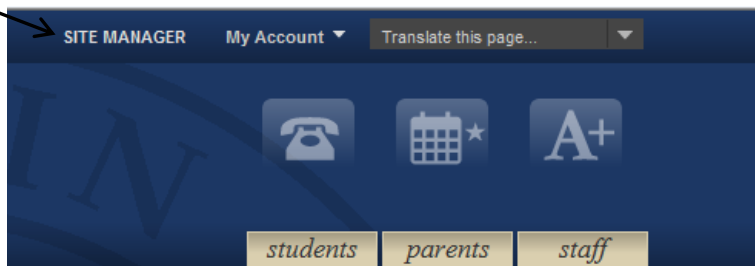 SITE MANAGER My Account Translate this page...
A+
students parents staff